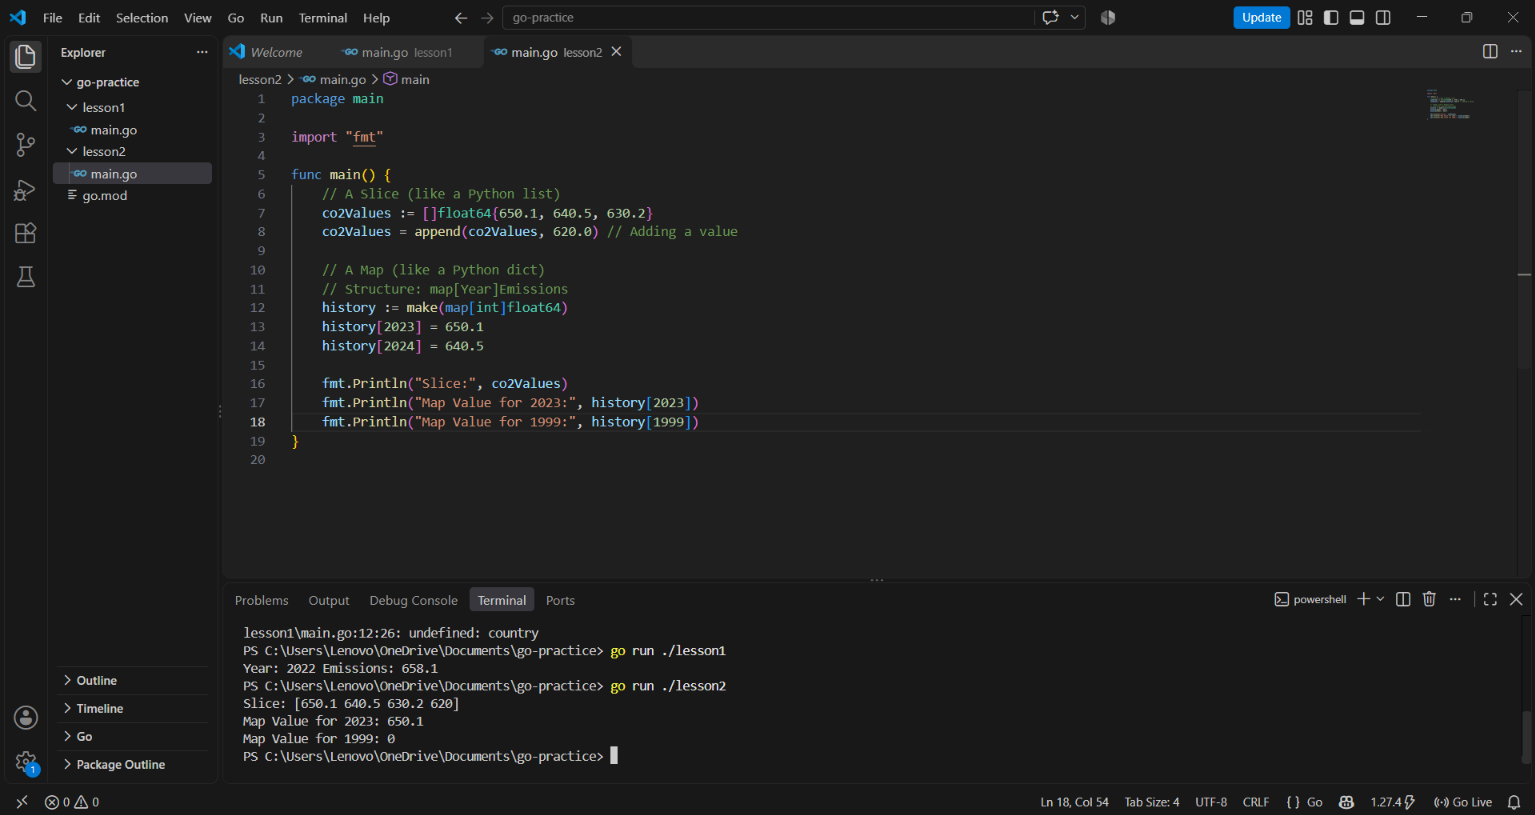 File Edit Selection View Go Run Terminal Help
go-practice
Update
Explorer
go-practice
lesson1
main.go
lesson2
main.go
go.mod
Outline
Timeline
Go
Package Outline
1
Welcome
main.go lesson1
main.go lesson2
lesson2 > main.go > main
1 package main
2
3 import "fmt"
4
5 func main() {
6 // A Slice (like a Python list)
7 co2Values := []float64{650.1, 640.5, 630.2}
8 co2Values = append(co2Values, 620.0) // Adding a value
9
10 // A Map (like a Python dict)
11 // Structure: map[Year]Emissions
12 history := make(map[int]float64)
13 history[2023] = 650.1
14 history[2024] = 640.5
15
16 fmt.Println("Slice:", co2Values)
17 fmt.Println("Map Value for 2023:", history[2023])
18 fmt.Println("Map Value for 1999:", history[1999])
19 }
20
Problems Output Debug Console Terminal Ports
powershell
lesson1\main.go:12:26: undefined: country
PS C:\Users\Lenovo\OneDrive\Documents\go-practice> go run ./lesson1
Year: 2022 Emissions: 658.1
PS C:\Users\Lenovo\OneDrive\Documents\go-practice> go run ./lesson2
Slice: [650.1 640.5 630.2 620]
Map Value for 2023: 650.1
Map Value for 1999: 0
PS C:\Users\Lenovo\OneDrive\Documents\go-practice>
0 0
Ln 18, Col 54 Tab Size: 4 UTF-8 CRLF {} Go 1.27.4 Go Live